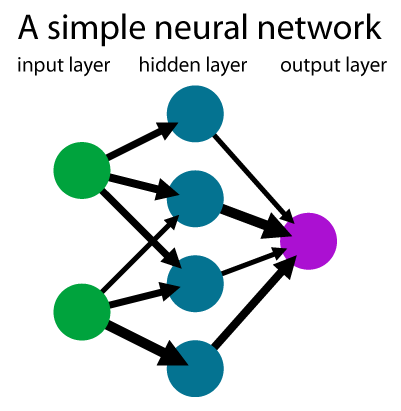 A simple neural network
input layer hidden layer output layer